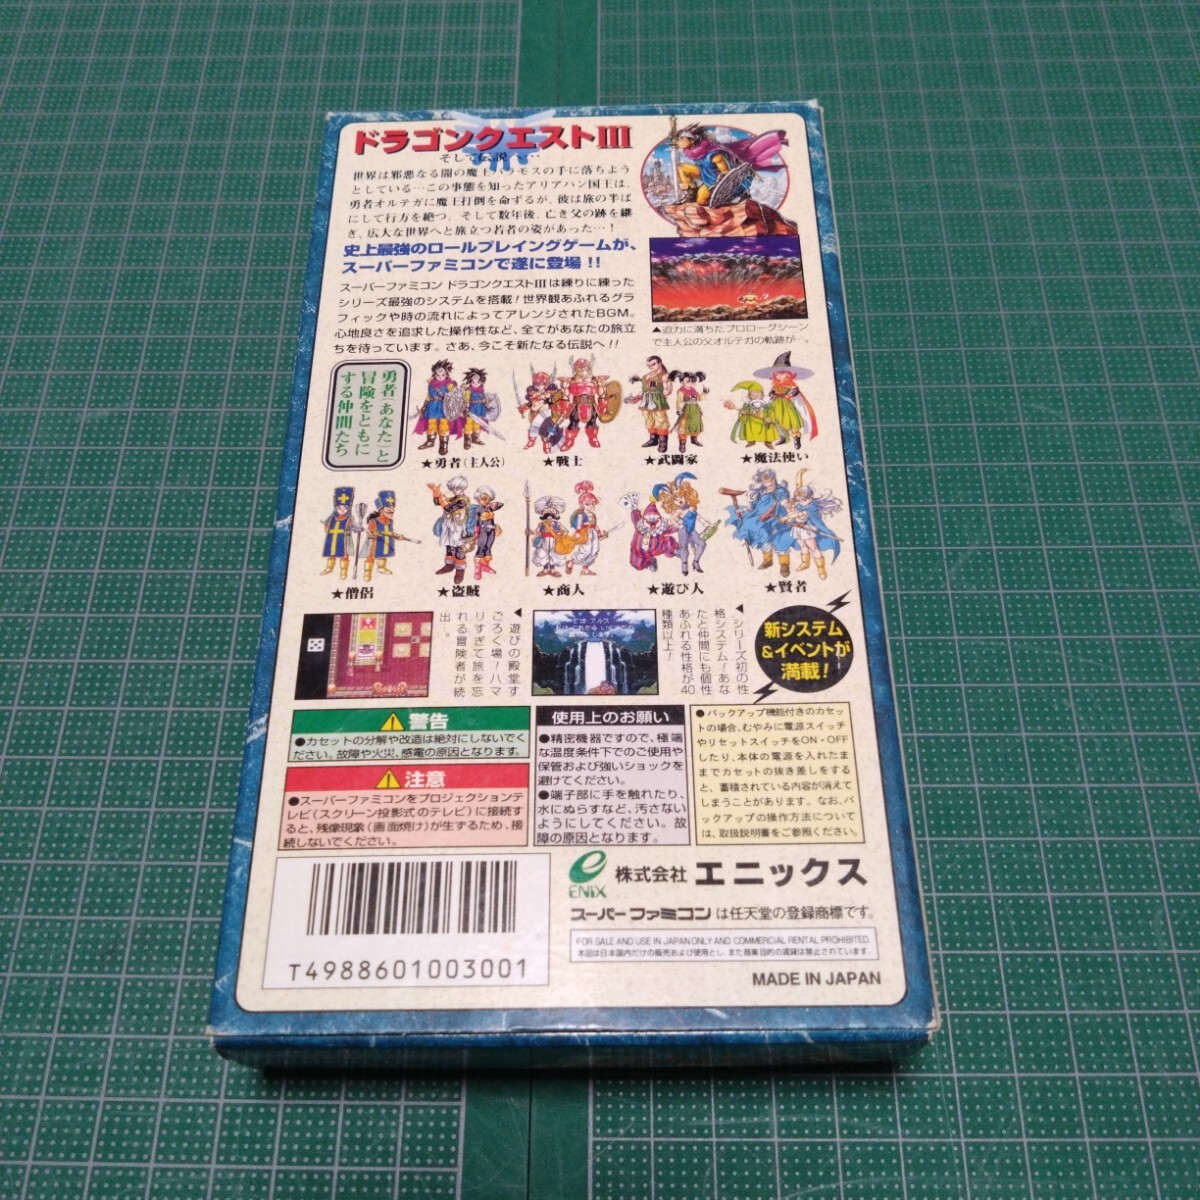 ドラゴンクエストIII
そして伝説へ…
世界は邪悪なる闇の魔王バラモスの手に落ちよう
としている…この事態を知ったアリアハン国王は、
勇者オルテガに魔王打倒を命ずるが、彼は旅の半ば
にして行方を絶つ。そして数年後、亡き父の跡を継
ぎ、広大な世界へと旅立つ若者の姿があった…！
史上最強のロールプレイングゲームが、
スーパーファミコンで遂に登場！！
スーパーファミコン ドラゴンクエストIIIは練りに練った
シリーズ最強のシステムを搭載！世界観あふれるグラ
フィックや時の流れによってアレンジされたBGM。
心地良さを追求した操作性など、全てがあなたの旅立
ちを待っています。さあ、今こそ新たなる伝説へ！！
▲迫力に満ちたプロローグシーン
で主人公の父オルテガの軌跡が…。
勇者（あなた）と
冒険をともに
する仲間たち
★勇者（主人公）
★戦士
★武闘家
★魔法使い
★僧侶
★盗賊
★商人
★遊び人
★賢者
◀遊びの殿堂す
ごろく場！ハマ
りすぎて旅を忘
れる冒険者が続
出。
◀シリーズ初の性
格システム！あな
たと仲間にも個性
あふれる性格が40
種類以上！
新システム
&イベントが
満載！
警告
●カセットの分解や改造は絶対にしないでく
ださい。故障や火災、感電の原因となります。
注意
●スーパーファミコンをプロジェクションテ
レビ（スクリーン投影式のテレビ）に接続す
ると、残像現象（画面焼け）が生ずるため、接
続しないでください。
使用上のお願い
●精密機器ですので、極端
な温度条件下でのご使用や
保管および強いショックを
避けてください。
●端子部に手を触れたり、
水にぬらすなど、汚さない
ようにしてください。故
障の原因となります。
●バックアップ機能付きのカセッ
トの場合、むやみに電源スイッチ
やリセットスイッチをON・OFF
したり、本体の電源を入れたま
までカセットの抜き差しをする
と、蓄積されている内容が消えて
しまうことがあります。なお、バ
ックアップの操作方法について
は、取扱説明書をご参照ください。
T4988601003001
ENIX
株式会社 エニックス
スーパーファミコン は任天堂の登録商標です。
FOR SALE AND USE IN JAPAN ONLY AND COMMERCIAL RENTAL PROHIBITED.
本品は日本国内だけの販売および使用とし、また商業目的の賃貸は禁止されています。
MADE IN JAPAN